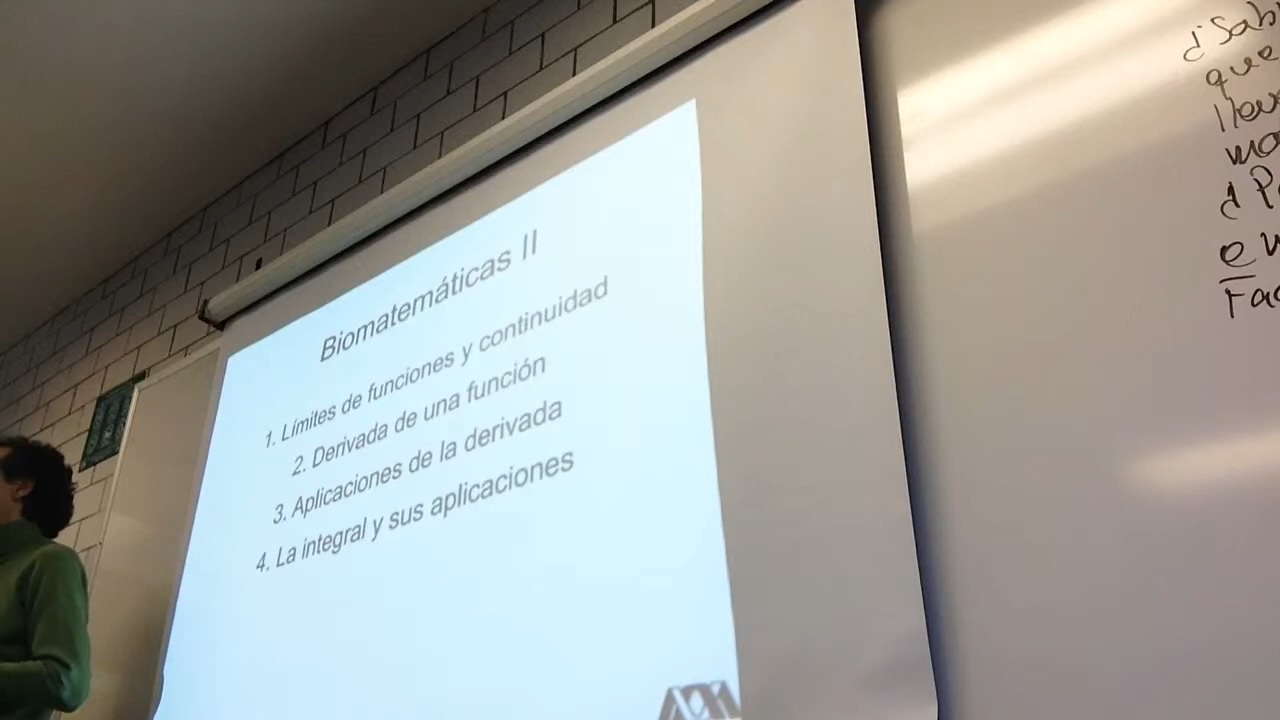 Biomatemáticas II
1. Límites de funciones y continuidad
2. Derivada de una función
3. Aplicaciones de la derivada
4. La integral y sus aplicaciones
que